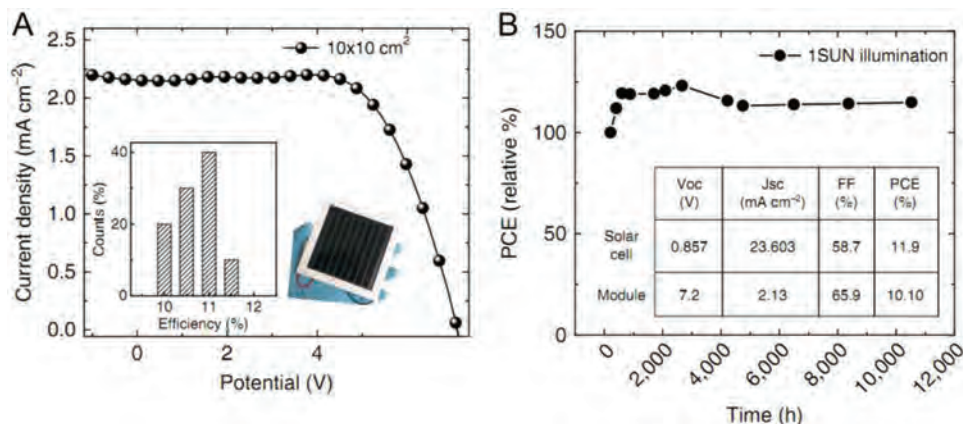 A
10x10 cm²
Current density (mA cm⁻²)
2.5
2.0
1.5
1.0
0.5
0.0
0 2 4
Potential (V)
Counts (%)
40
20
0
10 11 12
Efficiency (%)
B
1SUN illumination
PCE (relative %)
150
125
100
75
50
0 2,000 4,000 6,000 8,000 10,000 12,000
Time (h)
Voc (V) Jsc (mA cm⁻²) FF (%) PCE (%)
Solar cell 0.857 23.603 58.7 11.9
Module 7.2 2.13 65.9 10.10